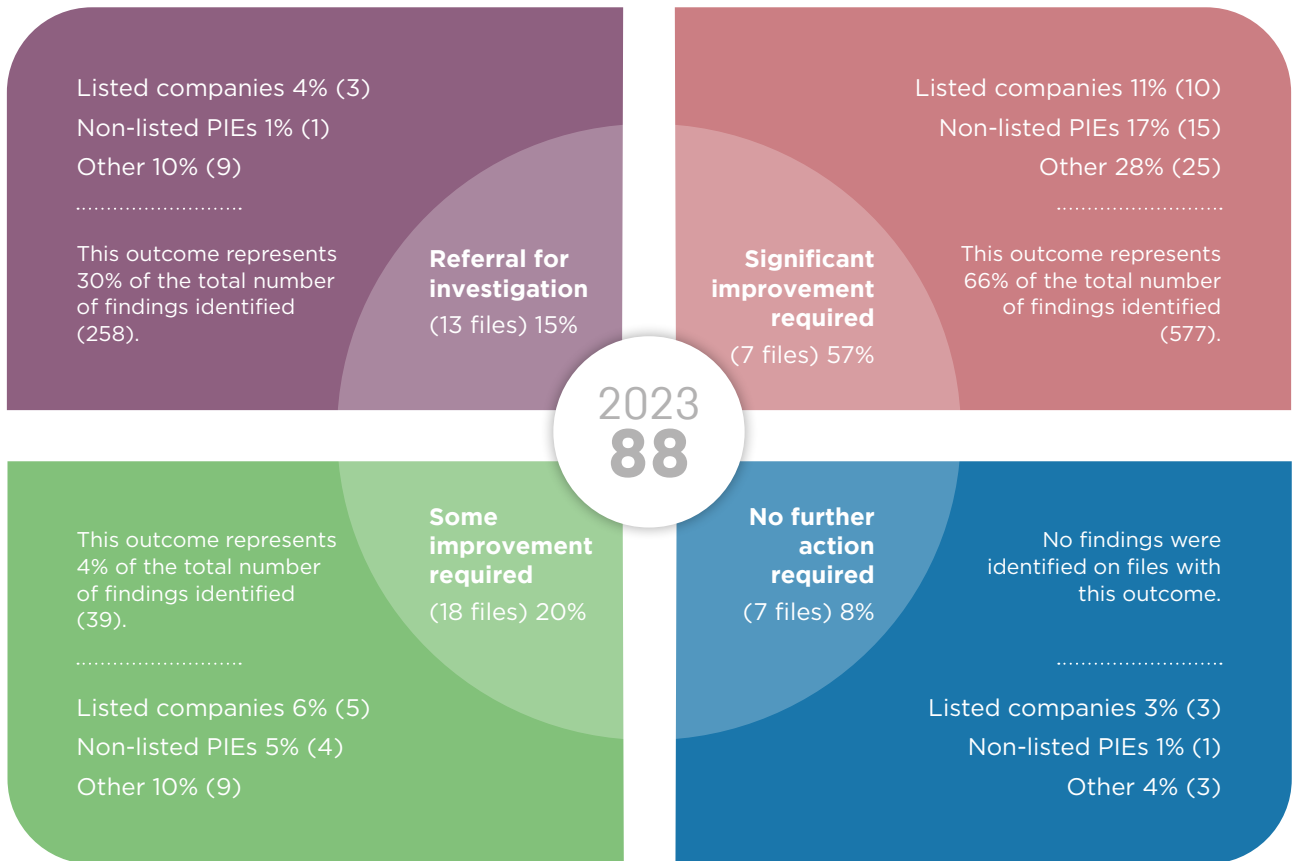 Listed companies 4% (3)
Non-listed PIEs 1% (1)
Other 10% (9)
This outcome represents
30% of the total number
of findings identified
(258).
Referral for
investigation
(13 files) 15%
Listed companies 11% (10)
Non-listed PIEs 17% (15)
Other 28% (25)
This outcome represents
66% of the total number
of findings identified
(577).
Significant
improvement
required
(7 files) 57%
2023
88
This outcome represents
4% of the total number
of findings identified
(39).
Some
improvement
required
(18 files) 20%
Listed companies 6% (5)
Non-listed PIEs 5% (4)
Other 10% (9)
No further
action
required
(7 files) 8%
No findings were
identified on files with
this outcome.
Listed companies 3% (3)
Non-listed PIEs 1% (1)
Other 4% (3)